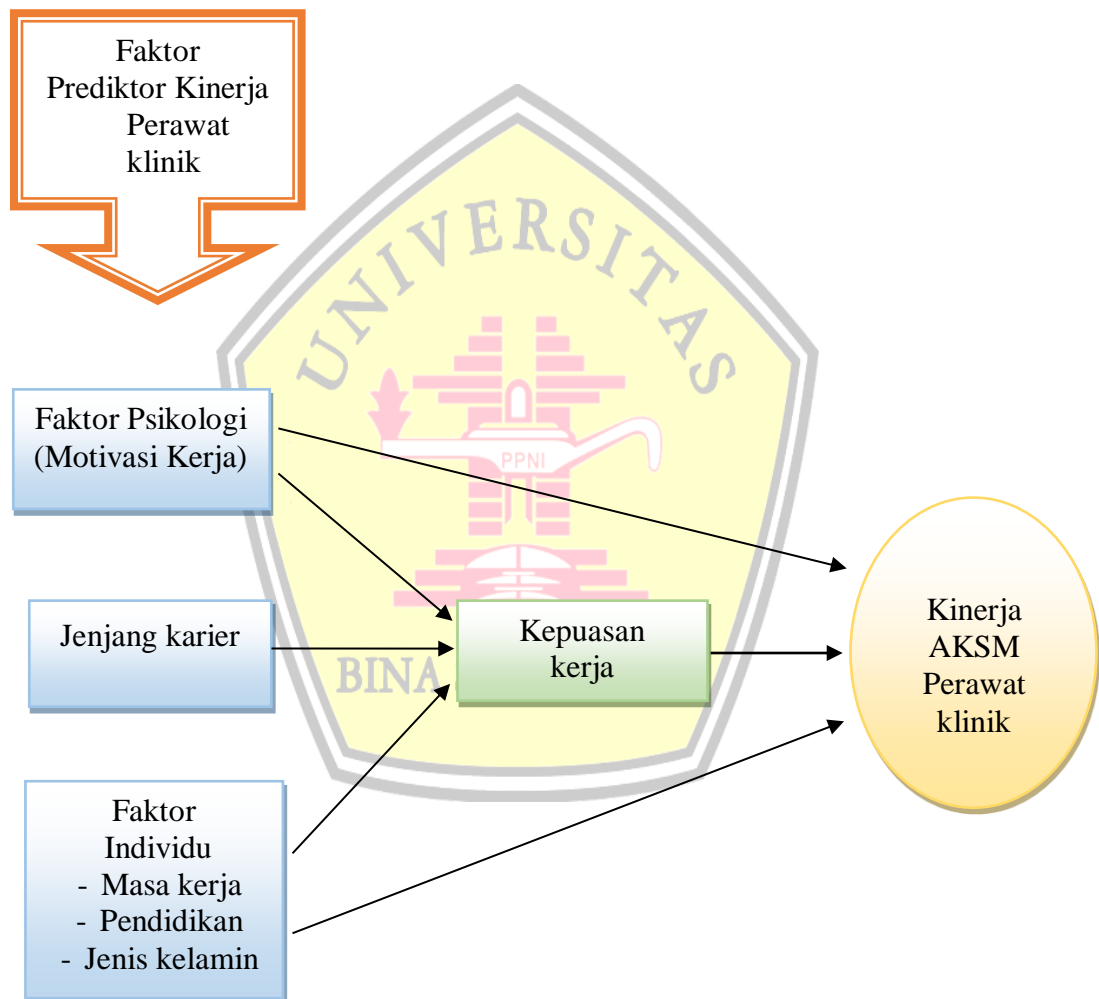 Faktor
Prediktor Kinerja
Perawat
klinik
UNIVERSITAS
Faktor Psikologi
(Motivasi Kerja)
PPNI
Jenjang karier
Kepuasan
kerja
Kinerja
AKSM
Perawat
klinik
BINA
Faktor
Individu
- Masa kerja
- Pendidikan
- Jenis kelamin